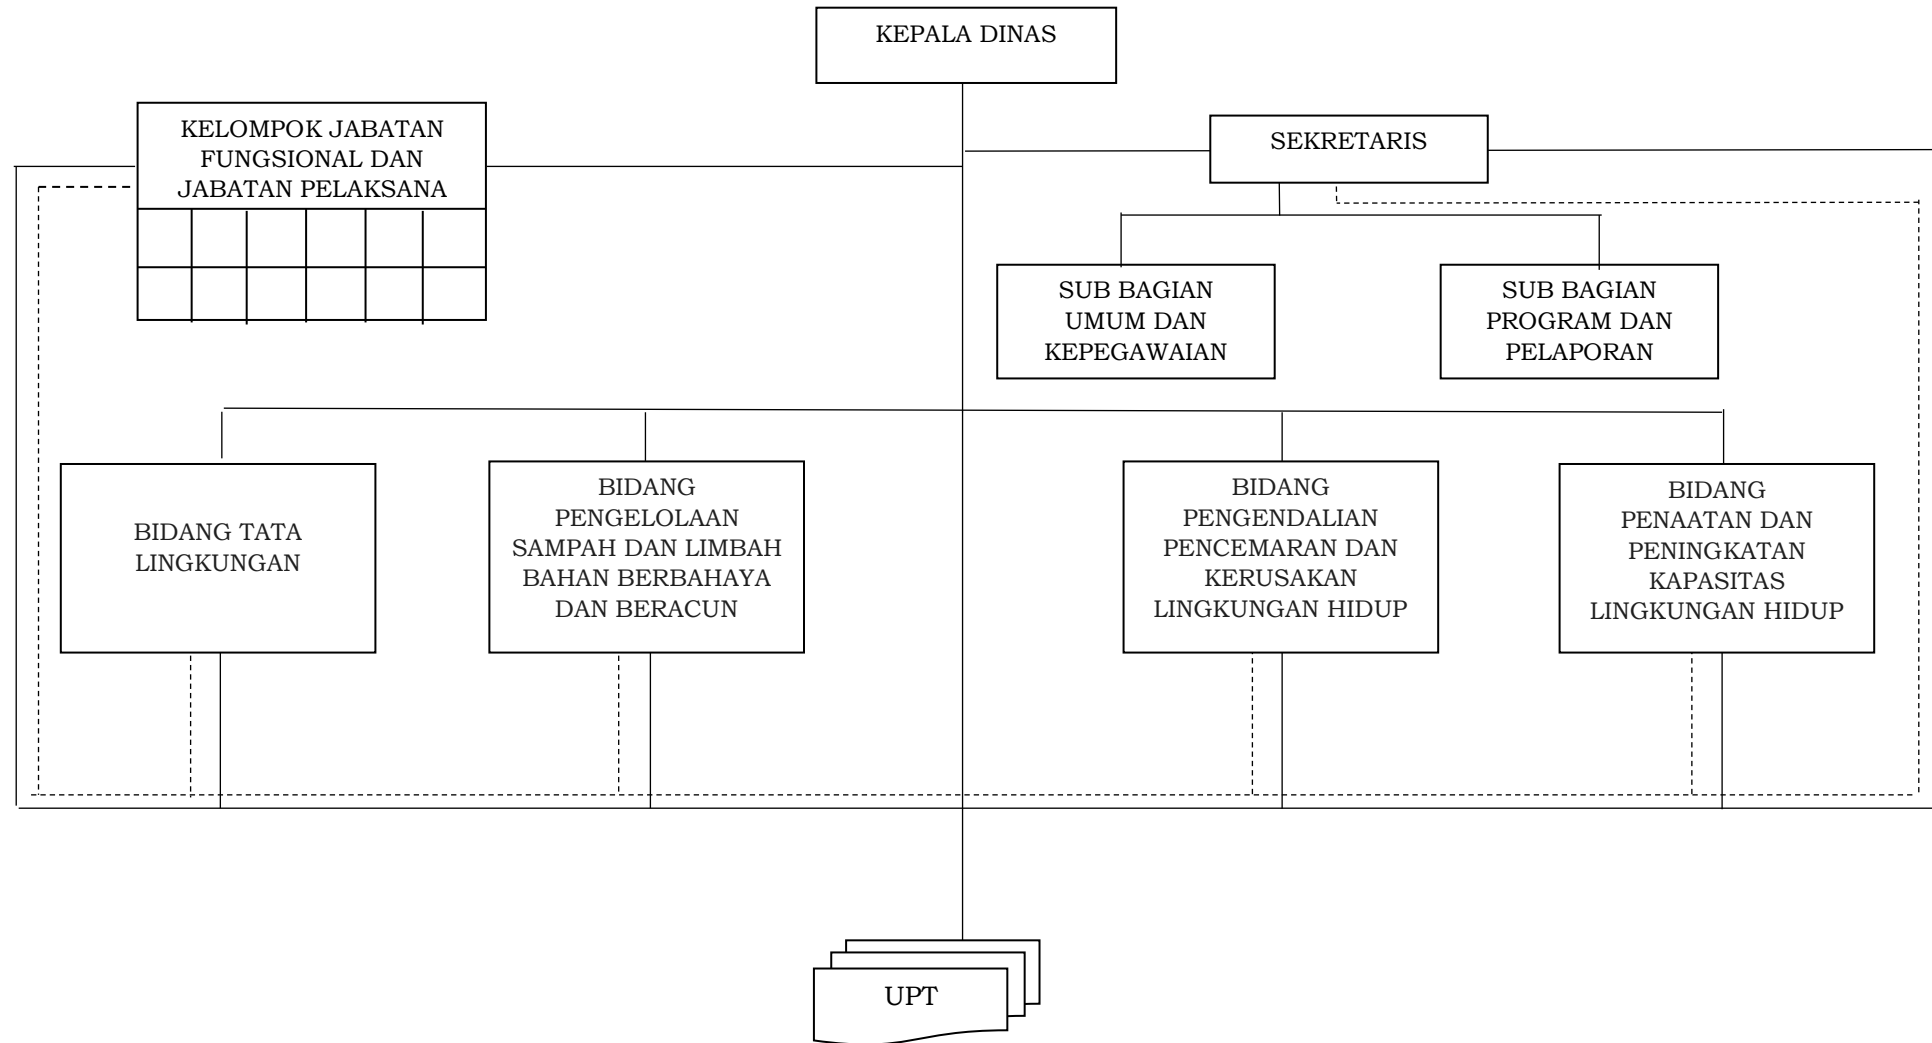 KEPALA DINAS
KELOMPOK JABATAN
FUNGSIONAL DAN
JABATAN PELAKSANA
SEKRETARIS
SUB BAGIAN
UMUM DAN
KEPEGAWAIAN
SUB BAGIAN
PROGRAM DAN
PELAPORAN
BIDANG TATA
LINGKUNGAN
BIDANG
PENGELOLAAN
SAMPAH DAN LIMBAH
BAHAN BERBAHAYA
DAN BERACUN
BIDANG
PENGENDALIAN
PENCEMARAN DAN
KERUSAKAN
LINGKUNGAN HIDUP
BIDANG
PENAATAN DAN
PENINGKATAN
KAPASITAS
LINGKUNGAN HIDUP
UPT